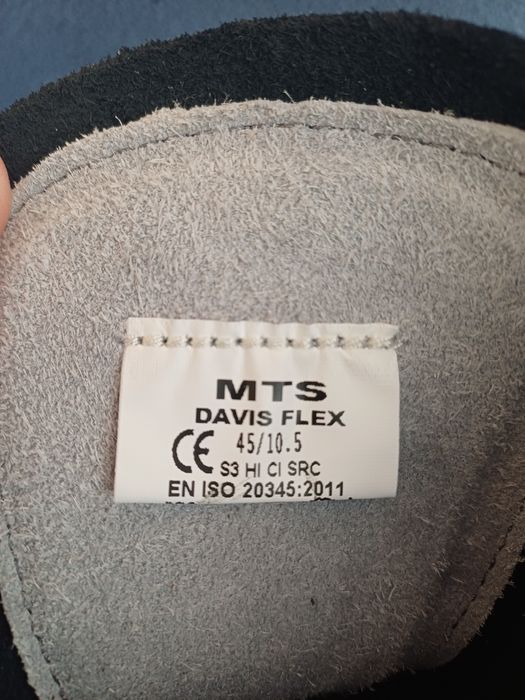 MTS
DAVIS FLEX
CE 45/10.5
S3 HI CI SRC
EN ISO 20345:2011